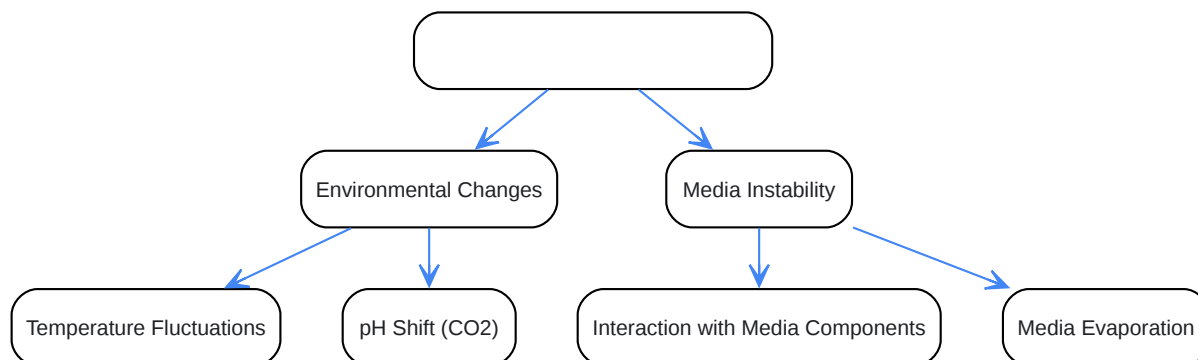 Environmental Changes
Media Instability
Temperature Fluctuations
pH Shift (CO2)
Interaction with Media Components
Media Evaporation